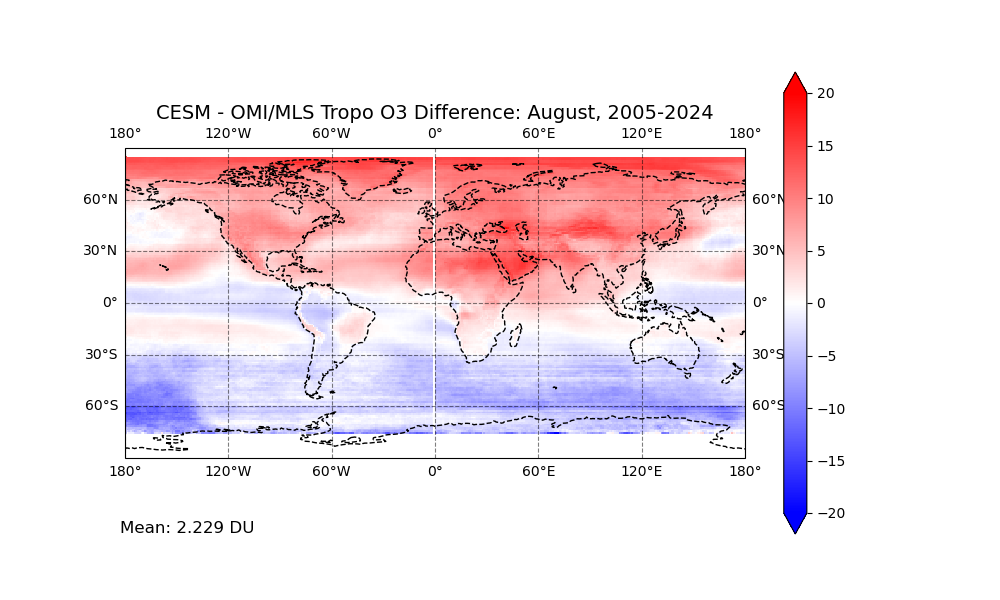 CESM - OMI/MLS Tropo O3 Difference: August, 2005-2024
180° 120°W 60°W 0° 60°E 120°E 180°
60°N 60°N
30°N 30°N
0° 0°
30°S 30°S
60°S 60°S
180° 120°W 60°W 0° 60°E 120°E 180°
20
15
10
5
0
−5
−10
−15
−20
Mean: 2.229 DU